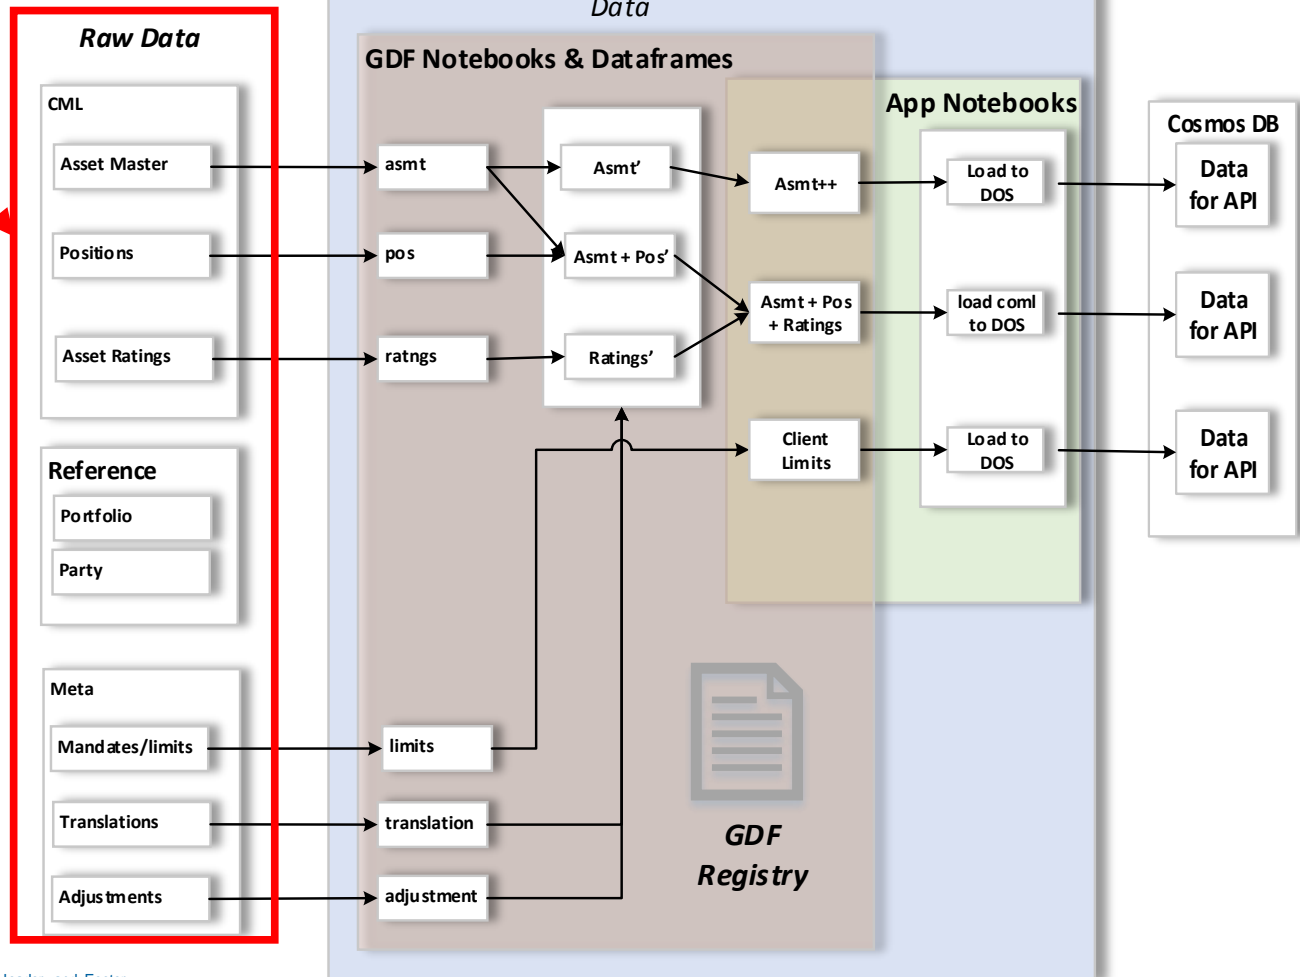 Data
Raw Data
GDF Notebooks & Dataframes
CML
App Notebooks
Cosmos DB
Asset Master
asmt
Asmt’
Asmt++
Load to
DOS
Data
for API
Positions
pos
Asmt + Pos’
Asmt + Pos
+ Ratings
load coml
to DOS
Data
for API
Asset Ratings
ratngs
Ratings’
Client
Limits
Load to
DOS
Data
for API
Reference
Portfolio
Party
Meta
Mandates/limits
limits
Translations
translation
Adjustments
adjustment
GDF
Registry